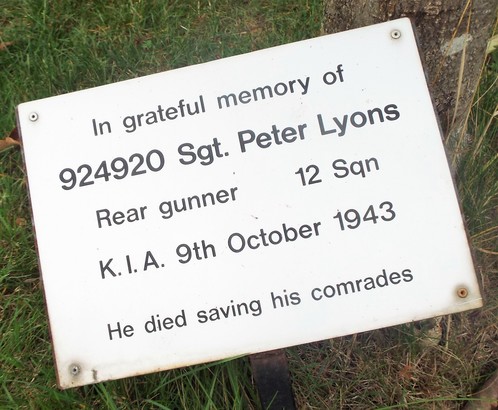 In grateful memory of
924920 Sgt. Peter Lyons
Rear gunner 12 Sqn
K.I.A. 9th October 1943
He died saving his comrades